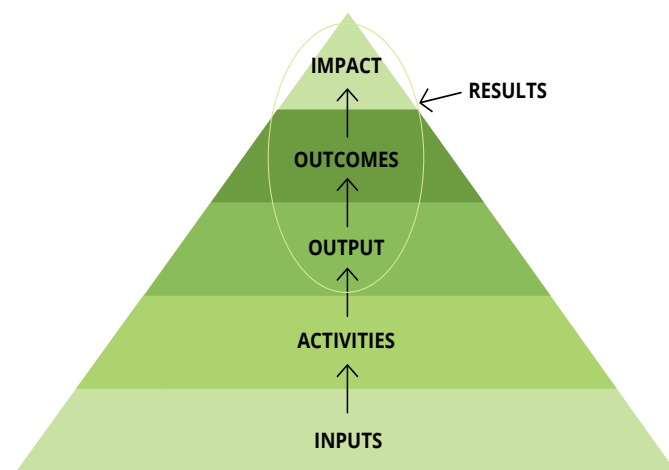 IMPACT
RESULTS
OUTCOMES
OUTPUT
ACTIVITIES
INPUTS